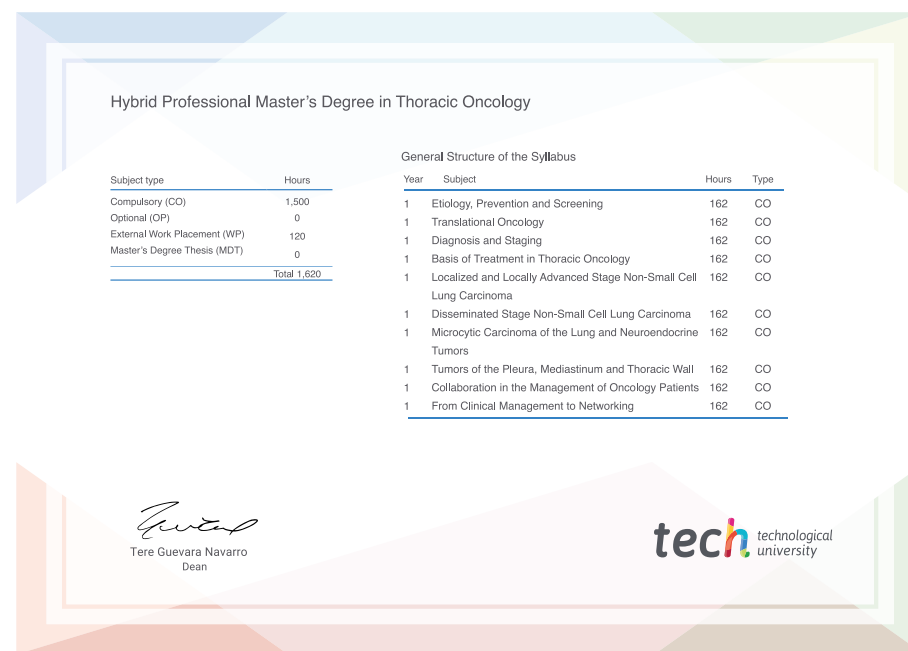 Hybrid Professional Master's Degree in Thoracic Oncology
Subject type Hours
Compulsory (CO) 1,500
Optional (OP) 0
External Work Placement (WP) 120
Master's Degree Thesis (MDT) 0
Total 1,620
General Structure of the Syllabus
Year Subject Hours Type
1 Etiology, Prevention and Screening 162 CO
1 Translational Oncology 162 CO
1 Diagnosis and Staging 162 CO
1 Basis of Treatment in Thoracic Oncology 162 CO
1 Localized and Locally Advanced Stage Non-Small Cell 162 CO
Lung Carcinoma
1 Disseminated Stage Non-Small Cell Lung Carcinoma 162 CO
1 Microcytic Carcinoma of the Lung and Neuroendocrine 162 CO
Tumors
1 Tumors of the Pleura, Mediastinum and Thoracic Wall 162 CO
1 Collaboration in the Management of Oncology Patients 162 CO
1 From Clinical Management to Networking 162 CO
Tere Guevara Navarro
Dean
tech technological
university